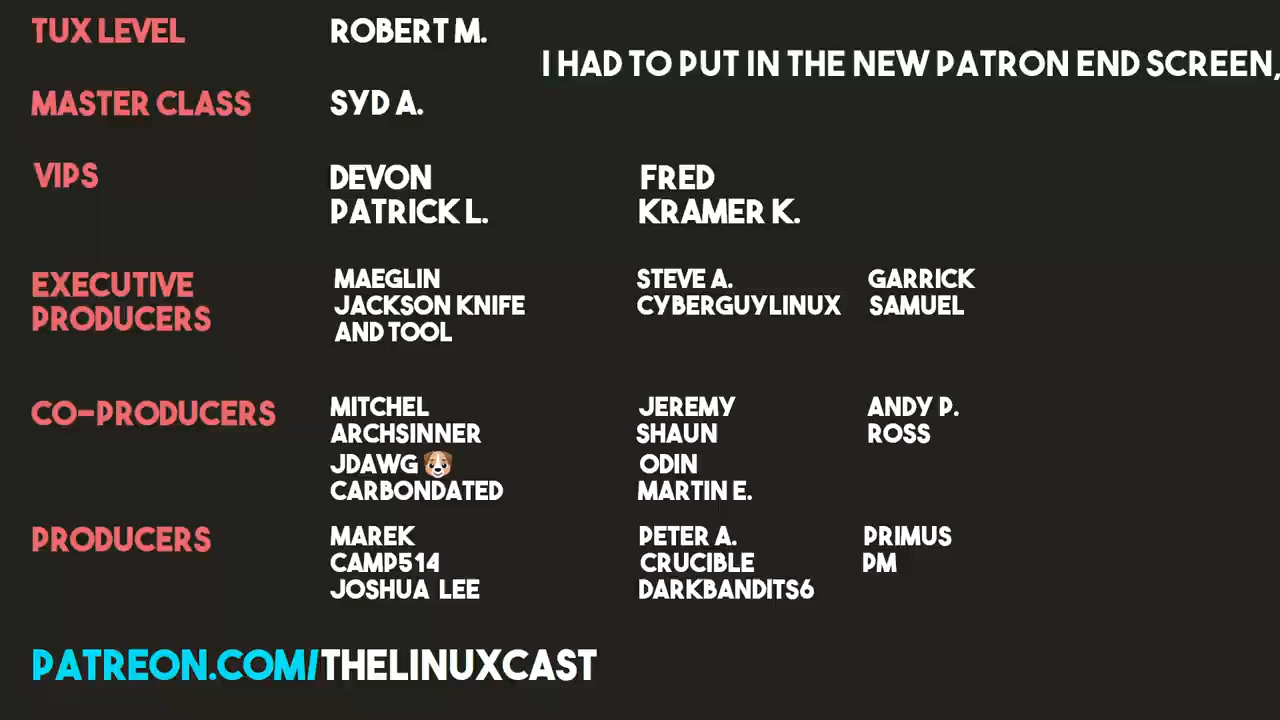 TUX LEVEL ROBERT M.
I HAD TO PUT IN THE NEW PATRON END SCREEN,
MASTER CLASS SYD A.
VIPS DEVON FRED
PATRICK L. KRAMER K.
EXECUTIVE PRODUCERS
MAEGLIN STEVE A. GARRICK
JACKSON KNIFE CYBERGUYLINUX SAMUEL
AND TOOL
CO-PRODUCERS MITCHEL JEREMY ANDY P.
ARCHSINNER SHAUN ROSS
JDAWG 🐶 ODIN
CARBONDATED MARTIN E.
PRODUCERS MAREK PETER A. PRIMUS
CAMP514 CRUCIBLE PM
JOSHUA LEE DARKBANDITS6
PATREON.COM/THELINUXCAST